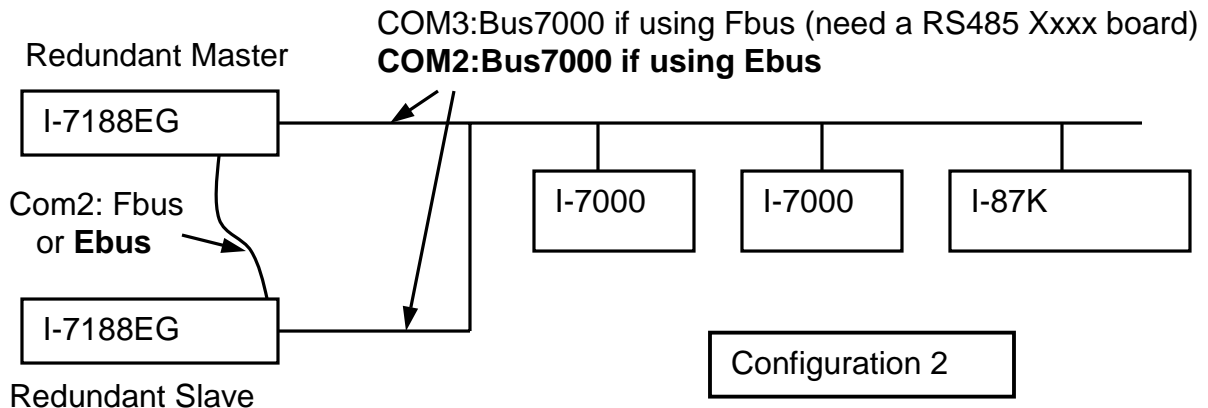 COM3:Bus7000 if using Fbus (need a RS485 Xxxx board)
Redundant Master
COM2:Bus7000 if using Ebus
I-7188EG
Com2: Fbus
or Ebus
I-7000
I-7000
I-87K
I-7188EG
Configuration 2
Redundant Slave